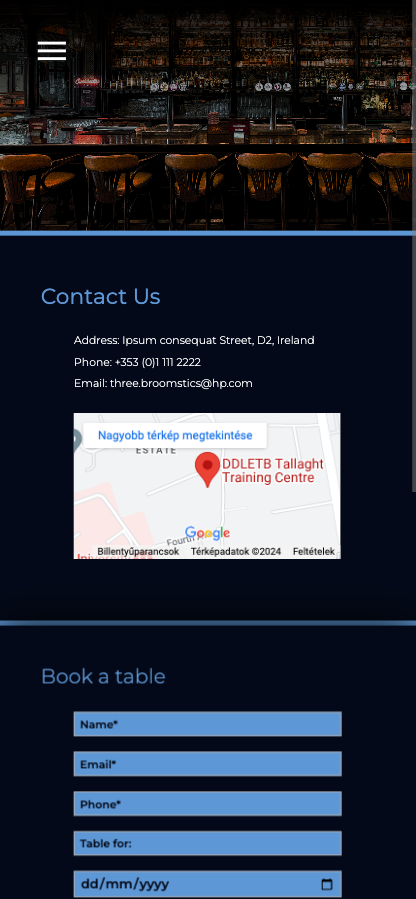 Contact Us
Address: Ipsum consequat Street, D2, Ireland
Phone: +353 (0)1 111 2222
Email: three.broomstics@hp.com
Nagyobb térkép megtekintése
ESTATE
DDLETB Tallaght
Training Centre
Google
Fourth
Billentyűparancsok Térképadatok ©2024 Feltételek
Book a table
Name*
Email*
Phone*
Table for:
dd/mm/yyyy